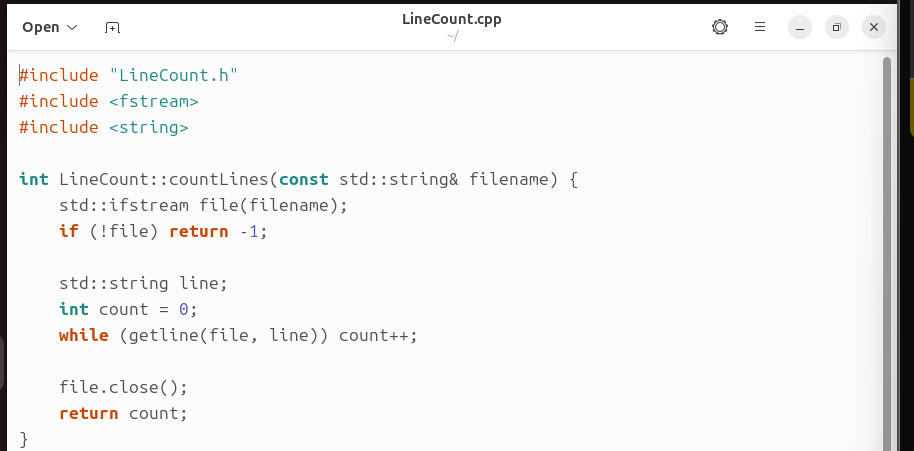 Open
LineCount.cpp
~/
#include "LineCount.h"
#include <fstream>
#include <string>

int LineCount::countLines(const std::string& filename) {
    std::ifstream file(filename);
    if (!file) return -1;

    std::string line;
    int count = 0;
    while (getline(file, line)) count++;

    file.close();
    return count;
}